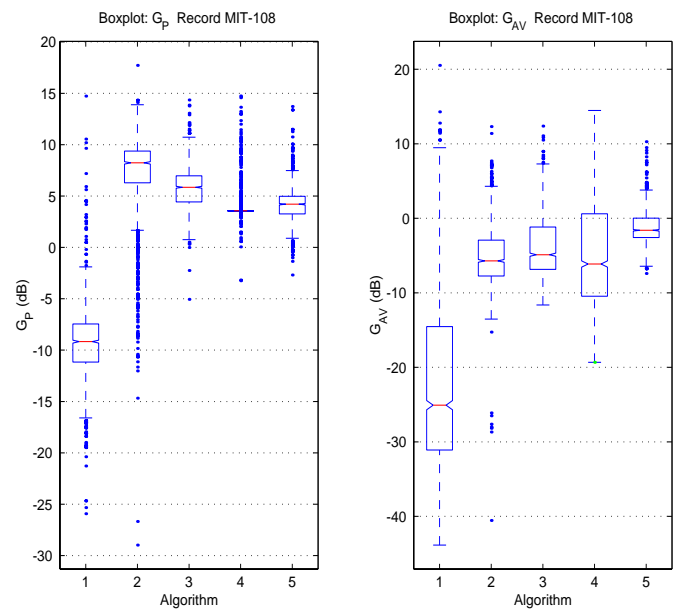 Boxplot: G_P Record MIT-108
20
15
10
5
0
-5
-10
-15
-20
-25
-30
G_P (dB)
1 2 3 4 5
Algorithm
Boxplot: G_AV Record MIT-108
20
10
0
-10
-20
-30
-40
G_AV (dB)
1 2 3 4 5
Algorithm